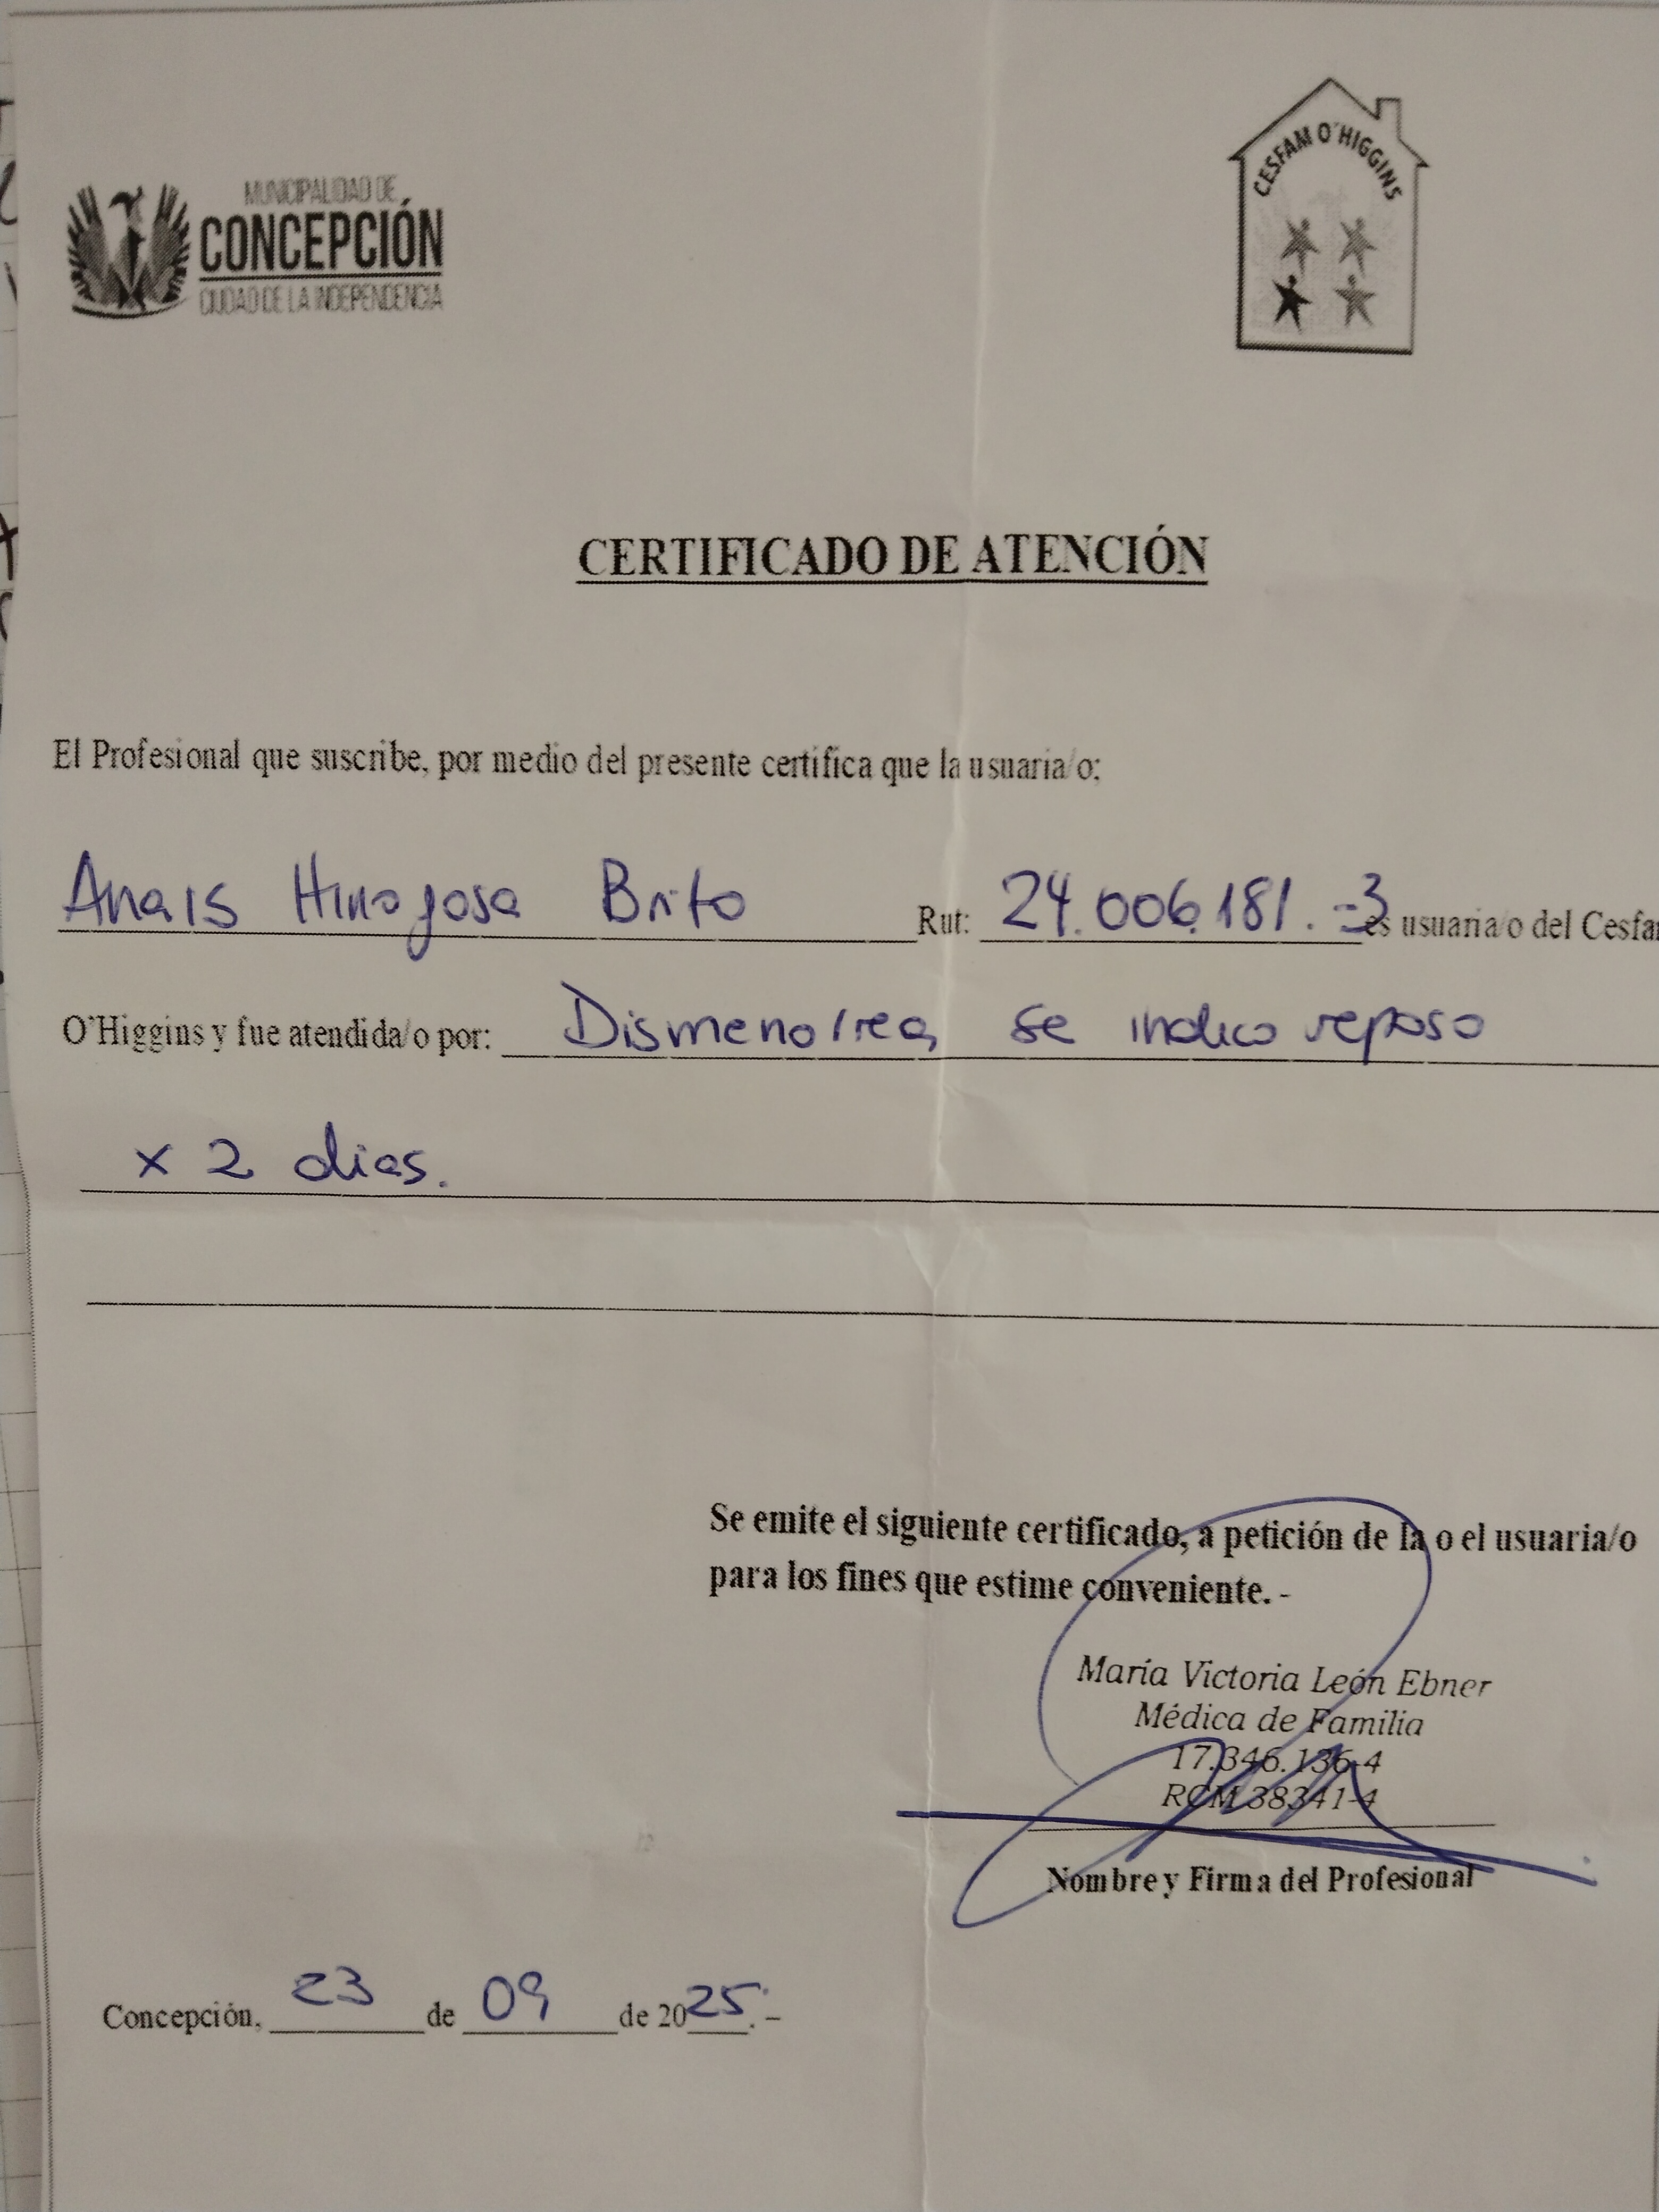 MUNICIPALIDAD DE
CONCEPCIÓN
CIUDAD DE LA INDEPENDENCIA
CESFAM O'HIGGINS
CERTIFICADO DE ATENCIÓN
El Profesional que suscribe, por medio del presente certifica que la usuaria/o:
Anais Hinojosa Brito Rut: 24.006.181.-3 es usuaria/o del Cesfam
O'Higgins y fue atendida/o por: Dismenorrea, se indico reposo
x 2 dias.
Se emite el siguiente certificado, a petición de la o el usuaria/o
para los fines que estime conveniente. -
María Victoria León Ebner
Médica de Familia
17.346.136-4
RCM 38341-4
Nombre y Firma del Profesional
Concepción, 23 de 09 de 2025.-